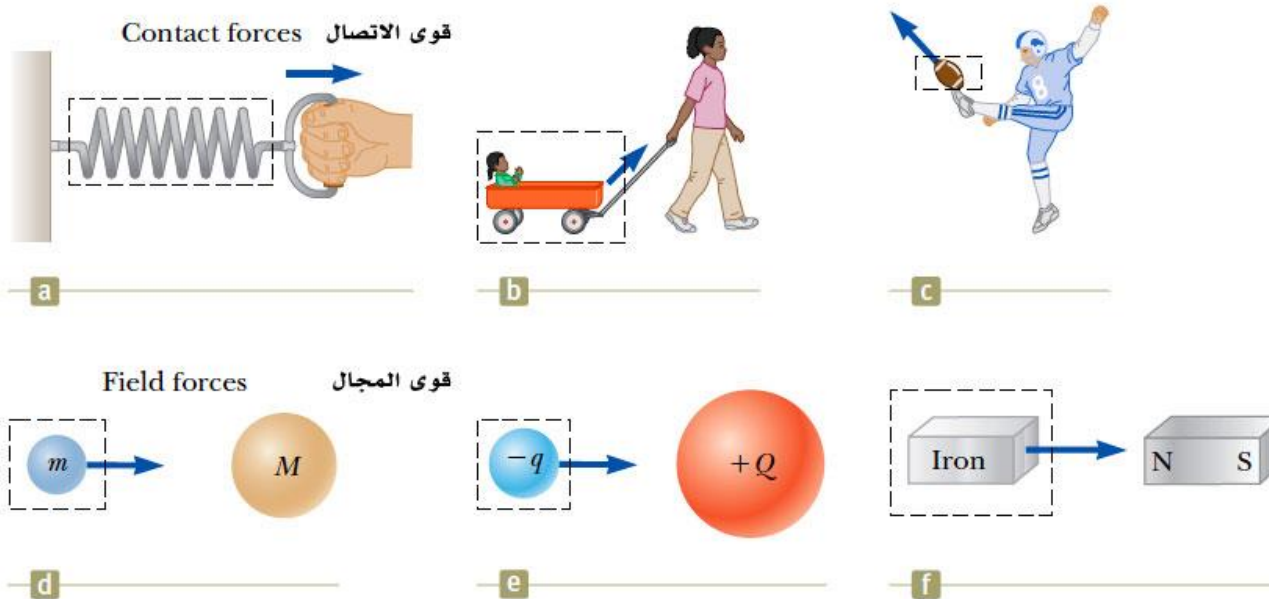 Contact forces قوى الاتصال
8
a
b
c
Field forces قوى المجال
m
M
−q
+Q
Iron
N S
d
e
f